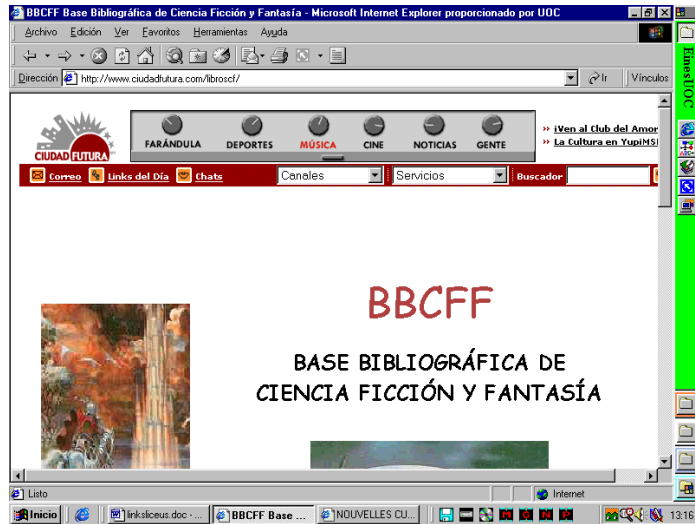 BBCFF Base Bibliográfica de Ciencia Ficción y Fantasía - Microsoft Internet Explorer proporcionado por UOC
Archivo Edición Ver Favoritos Herramientas Ayuda
Dirección http://www.ciudadfutura.com/libroscf/ Ir Vínculos
EinesUOC
CIUDAD FUTURA
FARÁNDULA DEPORTES MÚSICA CINE NOTICIAS GENTE
>> ¡Ven al Club del Amor
>> La Cultura en YupiMS
Correo Links del Día Chats Canales Servicios Buscador
BBCFF
BASE BIBLIOGRÁFICA DE
CIENCIA FICCIÓN Y FANTASÍA
Listo Internet
Inicio linksliceus.doc - ... BBCFF Base ... NOUVELLES CU... 13:16